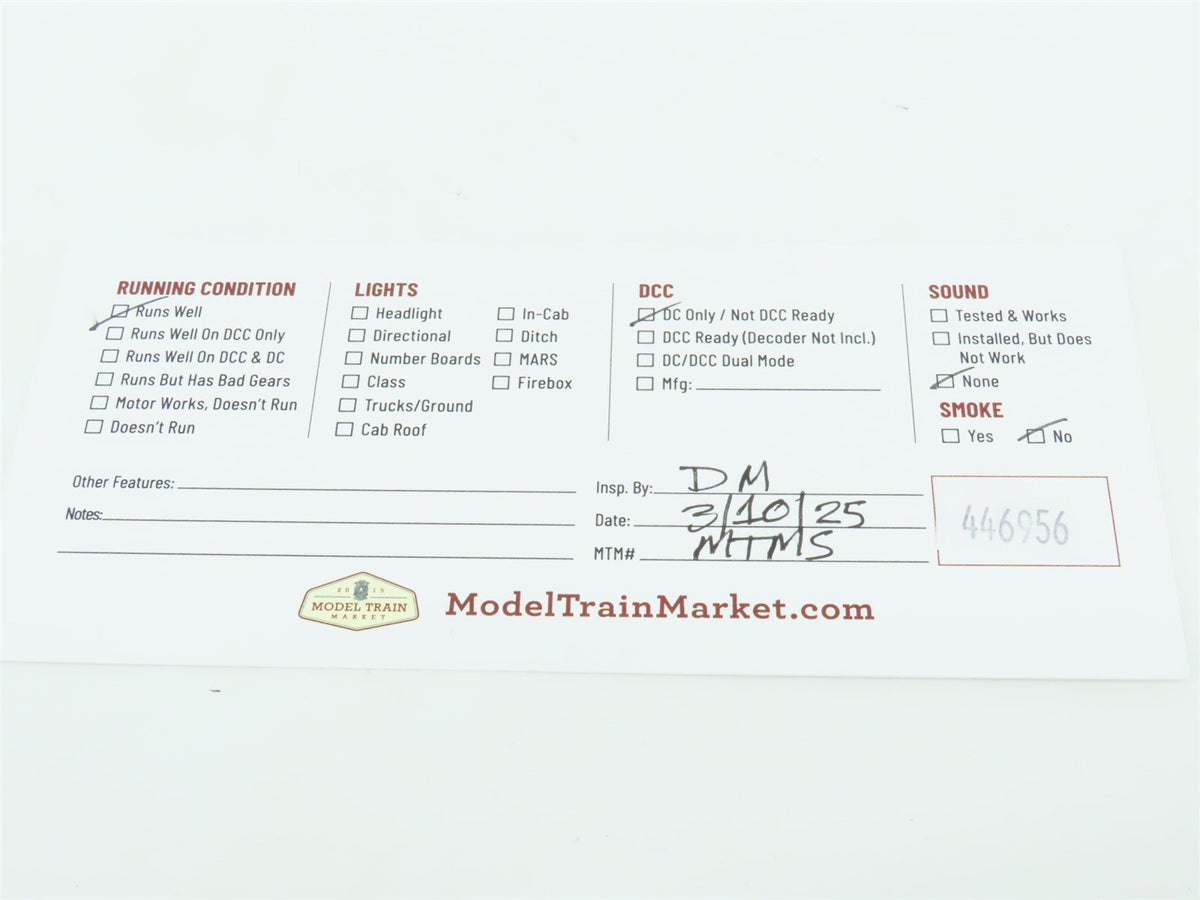 RUNNING CONDITION
Runs Well
Runs Well On DCC Only
Runs Well On DCC & DC
Runs But Has Bad Gears
Motor Works, Doesn't Run
Doesn't Run
LIGHTS
Headlight
Directional
Number Boards
Class
Trucks/Ground
Cab Roof
In-Cab
Ditch
MARS
Firebox
DCC
DC Only / Not DCC Ready
DCC Ready (Decoder Not Incl.)
DC/DCC Dual Mode
Mfg:
SOUND
Tested & Works
Installed, But Does
Not Work
None
SMOKE
Yes No
Other Features:
Notes:
Insp. By: DM
Date: 3/10/25
MTM# MTMS
446956
2015
MODEL TRAIN
MARKET
ModelTrainMarket.com